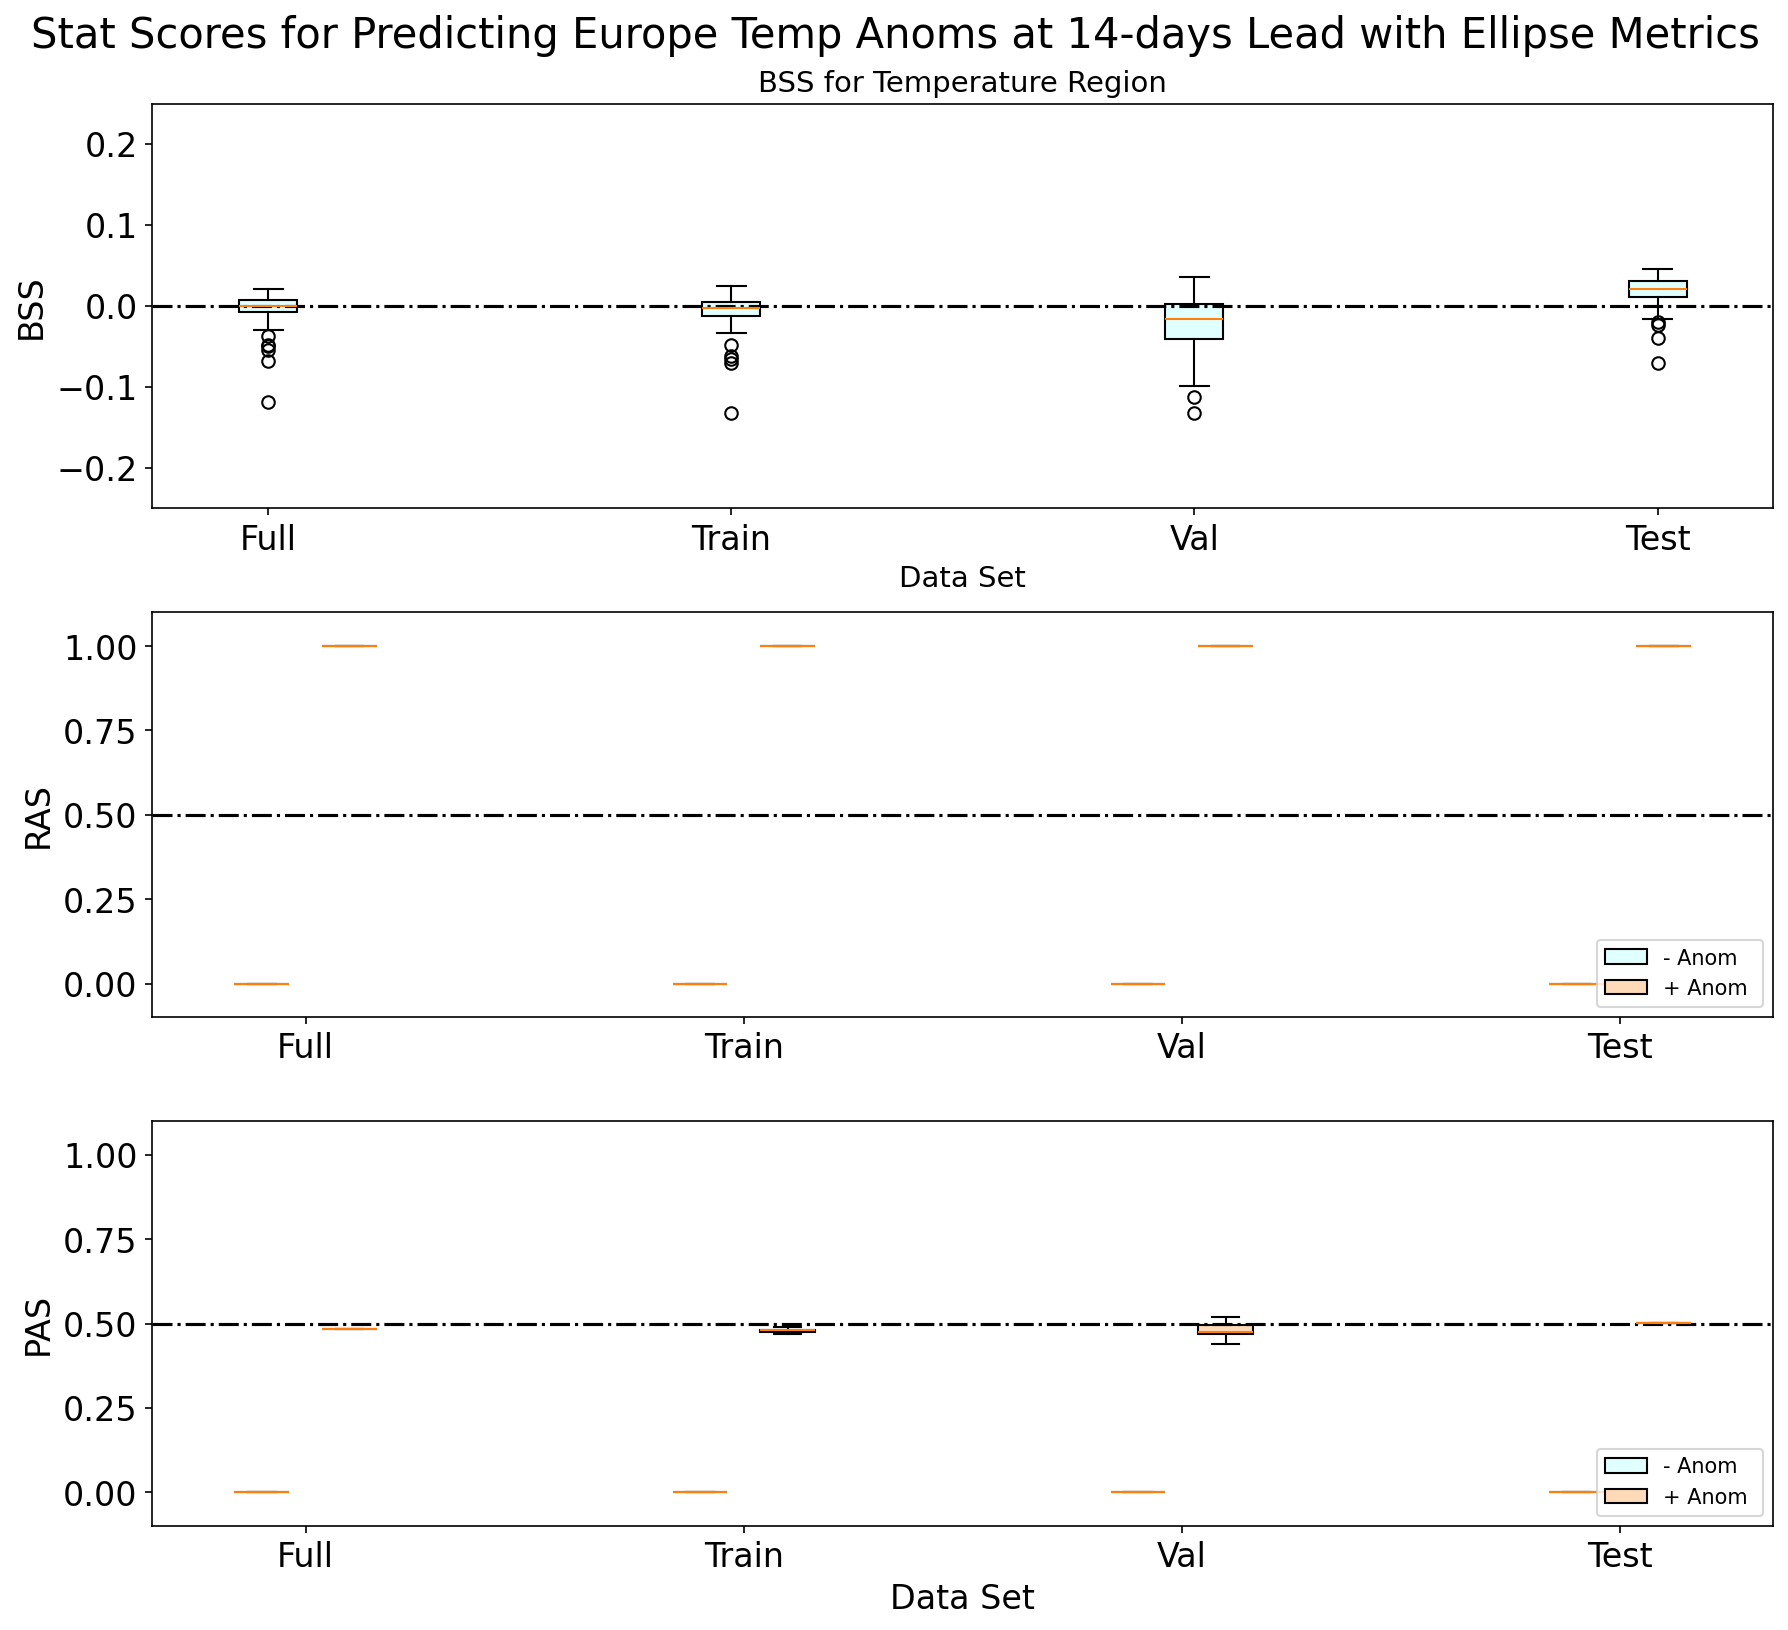 Stat Scores for Predicting Europe Temp Anoms at 14-days Lead with Ellipse Metrics
BSS for Temperature Region
BSS
0.2
0.1
0.0
−0.1
−0.2
Full Train Val Test
Data Set
RAS
1.00
0.75
0.50
0.25
0.00
- Anom
+ Anom
Full Train Val Test
PAS
1.00
0.75
0.50
0.25
0.00
- Anom
+ Anom
Full Train Val Test
Data Set